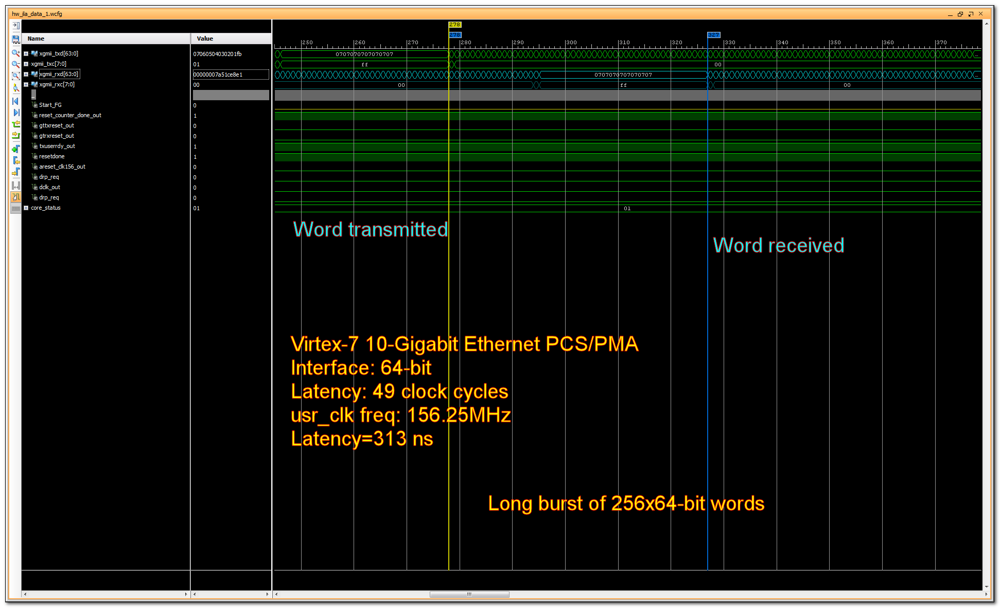 hw_ila_data_1.wcfg
278
278 327
250 260 270 280 290 300 310 320 330 340 350 360 370
Name Value
xgmii_txd[63:0] 07060504030201fb 0707070707070707 ...
xgmii_txc[7:0] 01 ff 00
xgmii_rxd[63:0] 00000007a51ce8e1 0707070707070707 ...
xgmii_rxc[7:0] 00 00 ff 00
Start_FG 0
reset_counter_done_out 1
gttxreset_out 0
gtrxreset_out 0
txuserrdy_out 1
resetdone 1
areset_clk156_out 0
drp_req 0
dclk_out 0
drp_req 0
core_status 01 01
Word transmitted
Word received
Virtex-7 10-Gigabit Ethernet PCS/PMA
Interface: 64-bit
Latency: 49 clock cycles
usr_clk freq: 156.25MHz
Latency=313 ns
Long burst of 256x64-bit words